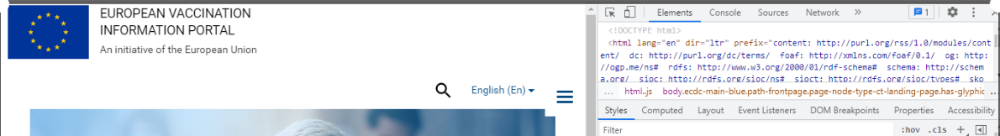 EUROPEAN VACCINATION
INFORMATION PORTAL
An initiative of the European Union
English (En)
Elements Console Sources Network » 1
<!DOCTYPE html>
<html lang="en" dir="ltr" prefix="content: http://purl.org/rss/1.0/modules/cont
ent/ dc: http://purl.org/dc/terms/ foaf: http://xmlns.com/foaf/0.1/ og: http:
//ogp.me/ns# rdfs: http://www.w3.org/2000/01/rdf-schema# schema: http://schem
a.org/ sioc: http://rdfs.org/sioc/ns# sioct: http://rdfs.org/sioc/types# sko
... html.js body.ecdc-main-blue.path-frontpage.page-node-type-ct-landing-page.has-glyphic ...
Styles Computed Layout Event Listeners DOM Breakpoints Properties Accessibility
Filter :hov .cls +